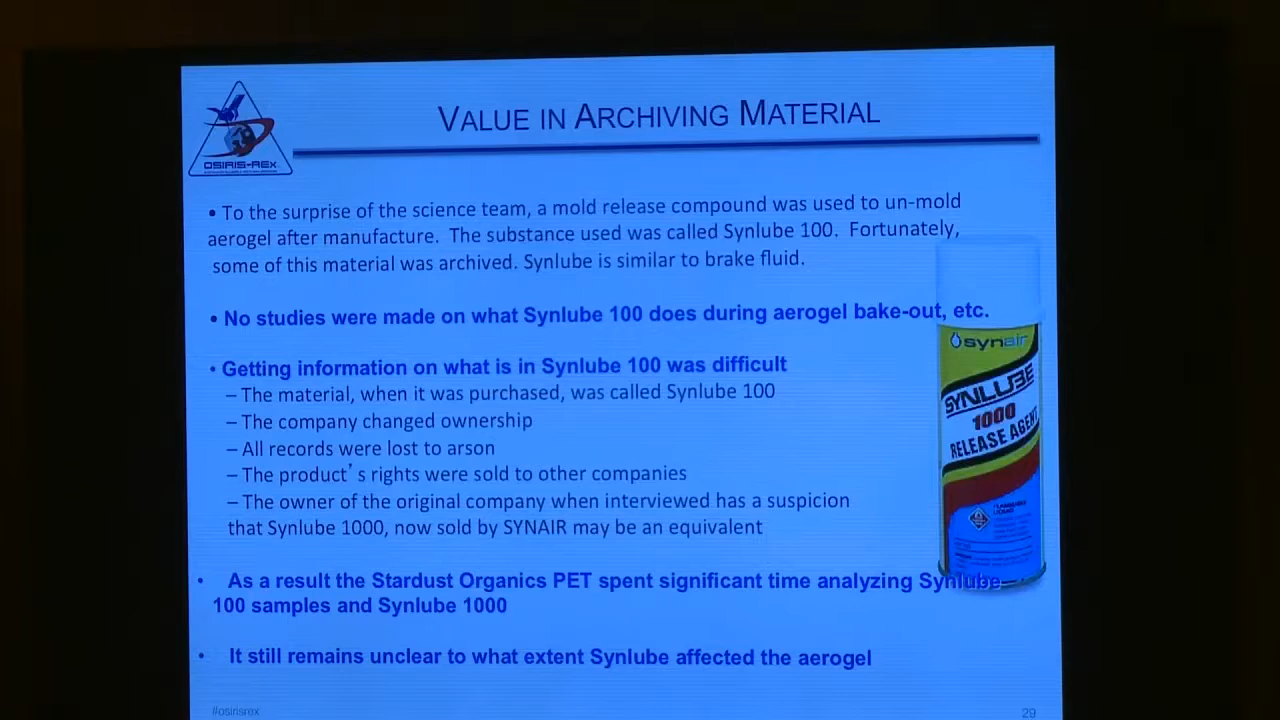 VALUE IN ARCHIVING MATERIAL
OSIRIS-REx
• To the surprise of the science team, a mold release compound was used to un-mold
aerogel after manufacture. The substance used was called Synlube 100. Fortunately,
some of this material was archived. Synlube is similar to brake fluid.
• No studies were made on what Synlube 100 does during aerogel bake-out, etc.
• Getting information on what is in Synlube 100 was difficult
– The material, when it was purchased, was called Synlube 100
– The company changed ownership
– All records were lost to arson
– The product's rights were sold to other companies
– The owner of the original company when interviewed has a suspicion
that Synlube 1000, now sold by SYNAIR may be an equivalent
synair
SYNLUBE
1000
RELEASE AGENT
• As a result the Stardust Organics PET spent significant time analyzing Synlube
100 samples and Synlube 1000
• It still remains unclear to what extent Synlube affected the aerogel
#osirisrex
29